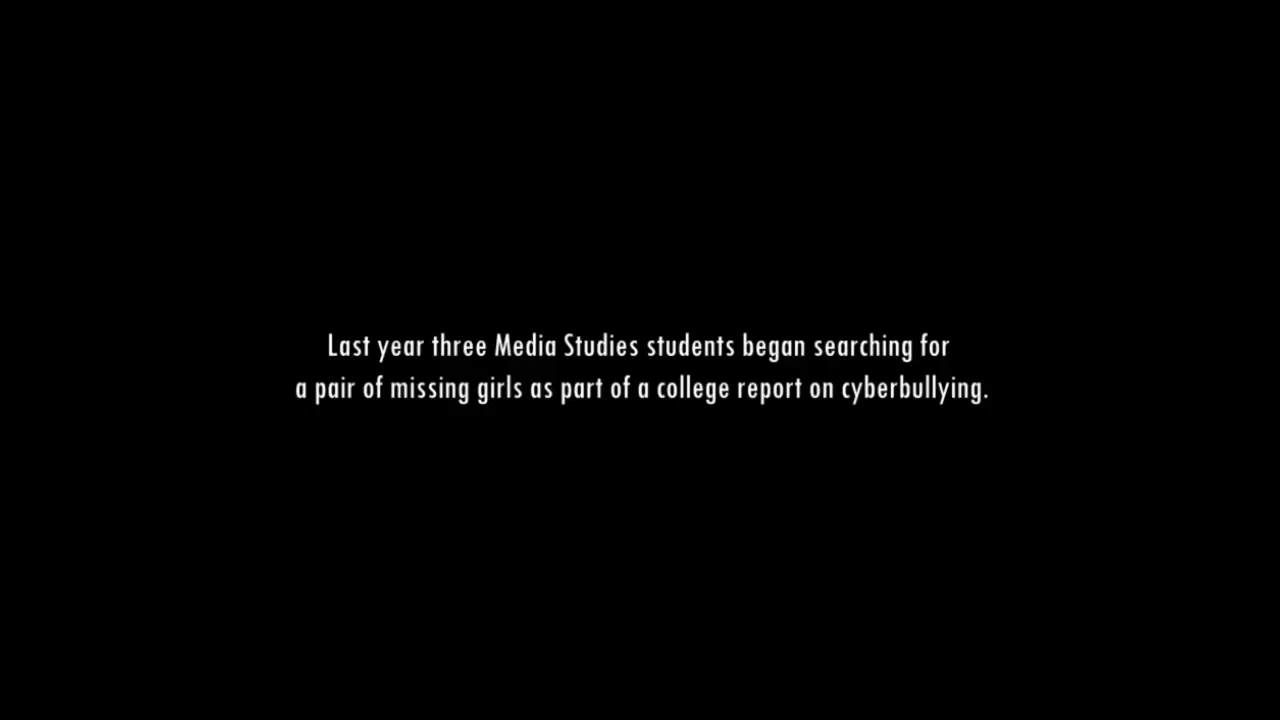 Last year three Media Studies students began searching for
a pair of missing girls as part of a college report on cyberbullying.